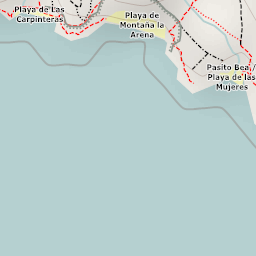 Playa de Las
Carpinteras
Playa de
Montaña la
Arena
Pasito Bea /
Playa de las
Mujeres